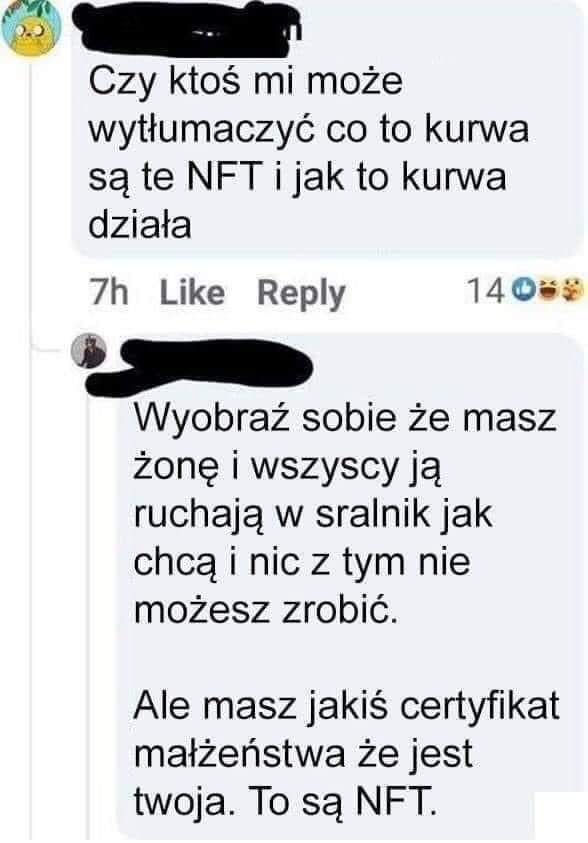 Czy ktoś mi może
wytłumaczyć co to kurwa
są te NFT i jak to kurwa
działa
7h Like Reply 14
Wyobraź sobie że masz
żonę i wszyscy ją
ruchają w sralnik jak
chcą i nic z tym nie
możesz zrobić.
Ale masz jakiś certyfikat
małżeństwa że jest
twoja. To są NFT.